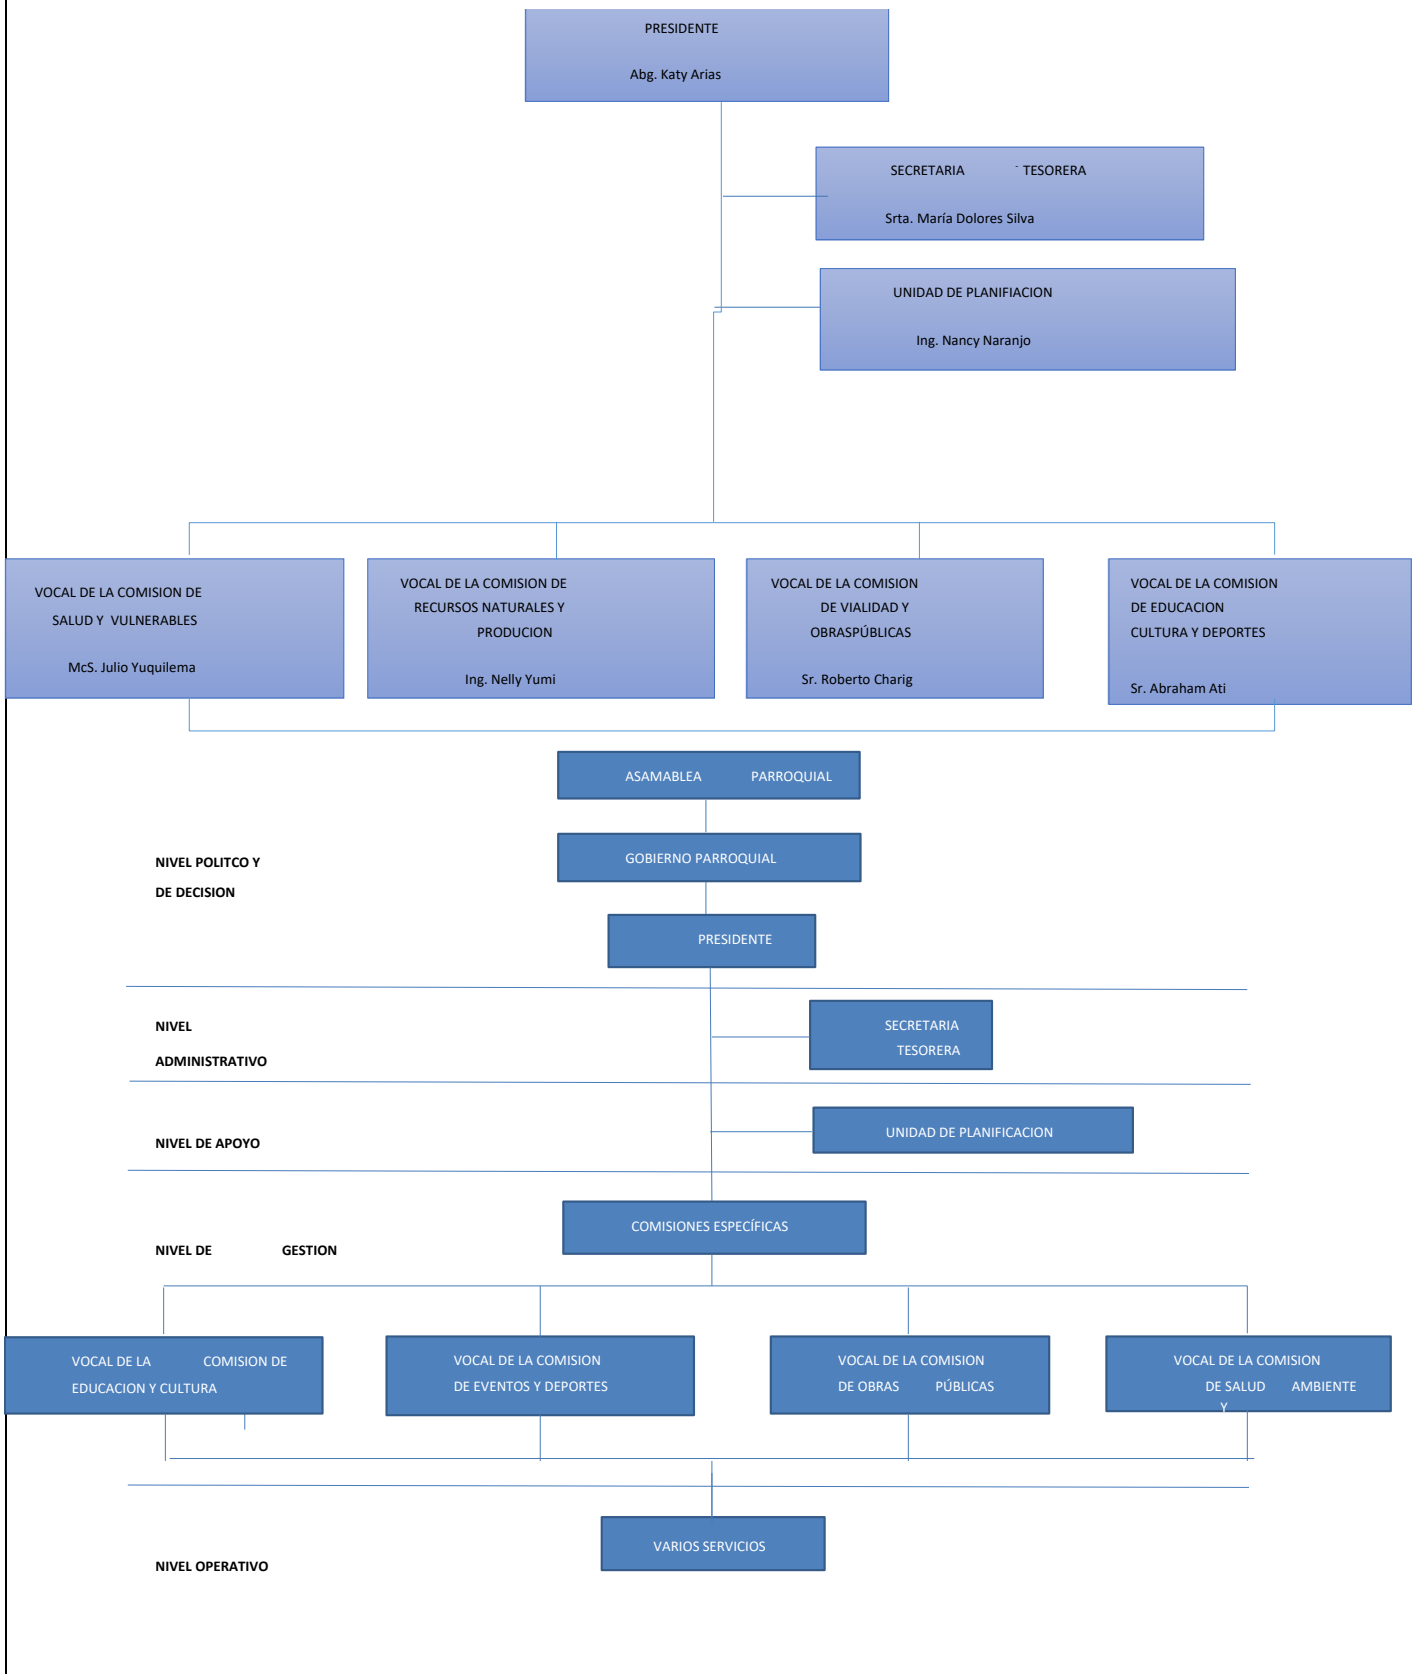 PRESIDENTE
Abg. Katy Arias
SECRETARIA - TESORERA
Srta. María Dolores Silva
UNIDAD DE PLANIFIACION
Ing. Nancy Naranjo
VOCAL DE LA COMISION DE
SALUD Y VULNERABLES
McS. Julio Yuquilema
VOCAL DE LA COMISION DE
RECURSOS NATURALES Y
PRODUCION
Ing. Nelly Yumi
VOCAL DE LA COMISION
DE VIALIDAD Y
OBRASPÚBLICAS
Sr. Roberto Charig
VOCAL DE LA COMISION
DE EDUCACION
CULTURA Y DEPORTES
Sr. Abraham Ati
ASAMABLEA PARROQUIAL
NIVEL POLITCO Y
DE DECISION
GOBIERNO PARROQUIAL
PRESIDENTE
NIVEL
ADMINISTRATIVO
SECRETARIA
TESORERA
NIVEL DE APOYO
UNIDAD DE PLANIFICACION
COMISIONES ESPECÍFICAS
NIVEL DE GESTION
VOCAL DE LA COMISION DE
EDUCACION Y CULTURA
VOCAL DE LA COMISION
DE EVENTOS Y DEPORTES
VOCAL DE LA COMISION
DE OBRAS PÚBLICAS
VOCAL DE LA COMISION
DE SALUD AMBIENTE
Y
VARIOS SERVICIOS
NIVEL OPERATIVO